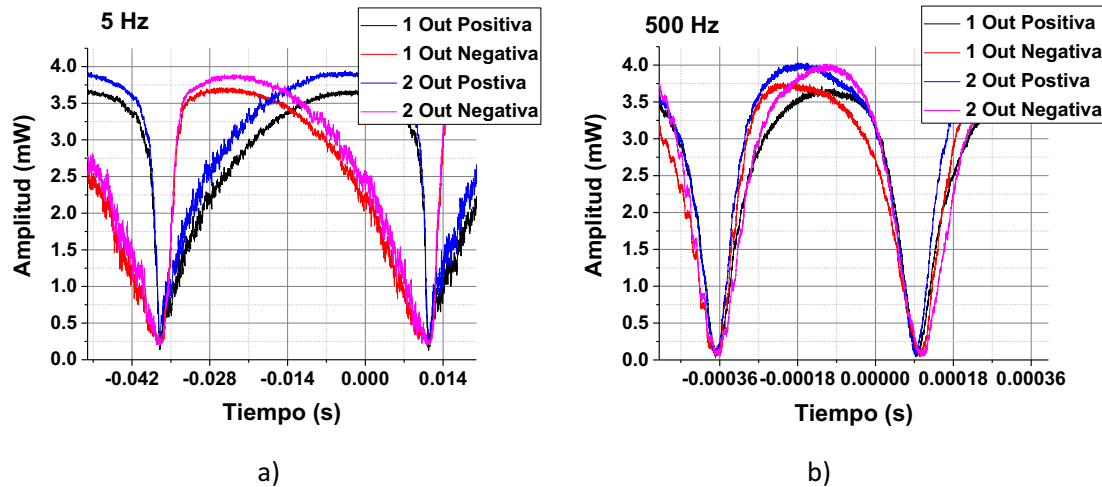 5 Hz
1 Out Positiva
1 Out Negativa
2 Out Postiva
2 Out Negativa
Amplitud (mW)
4.0
3.5
3.0
2.5
2.0
1.5
1.0
0.5
0.0
-0.042 -0.028 -0.014 0.000 0.014
Tiempo (s)
a)
500 Hz
1 Out Positiva
1 Out Negativa
2 Out Postiva
2 Out Negativa
Amplitud (mW)
4.0
3.5
3.0
2.5
2.0
1.5
1.0
0.5
0.0
-0.00036 -0.00018 0.00000 0.00018 0.00036
Tiempo (s)
b)